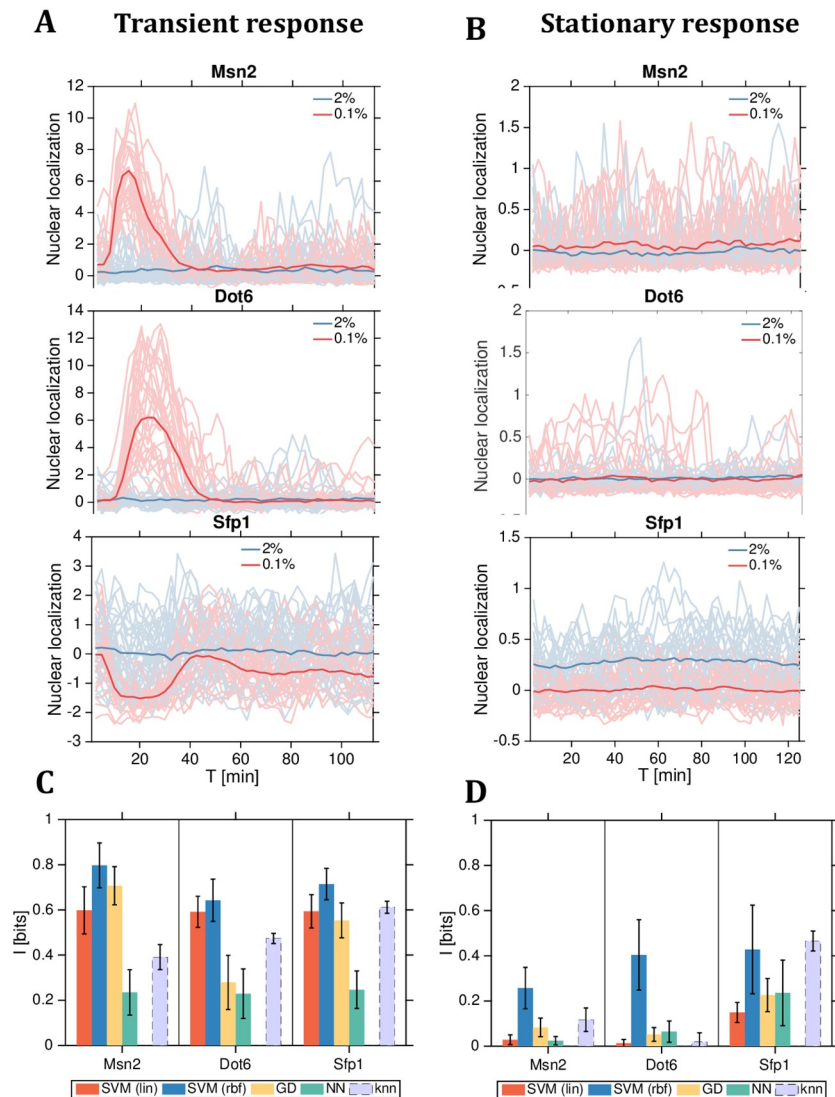 A Transient response
Msn2
12
10
8
6
4
2
0
Nuclear localization
2%
0.1%
Dot6
14
12
10
8
6
4
2
0
Nuclear localization
2%
0.1%
Sfp1
4
3
2
1
0
-1
-2
-3
Nuclear localization
2%
0.1%
20 40 60 80 100
T [min]
B Stationary response
Msn2
2
1.5
1
0.5
0
Nuclear localization
2%
0.1%
Dot6
2
1.5
1
0.5
0
Nuclear localization
2%
0.1%
Sfp1
1.5
1
0.5
0
-0.5
Nuclear localization
2%
0.1%
20 40 60 80 100 120
T [min]
C
1
0.8
0.6
0.4
0.2
0
I [bits]
Msn2 Dot6 Sfp1
SVM (lin) SVM (rbf) GD NN knn
D
1
0.8
0.6
0.4
0.2
0
I [bits]
Msn2 Dot6 Sfp1
SVM (lin) SVM (rbf) GD NN knn